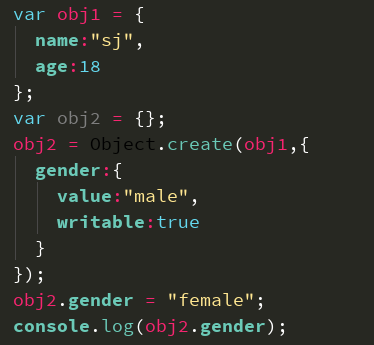 var obj1 = {
  name:"sj",
  age:18
};
var obj2 = {};
obj2 = Object.create(obj1,{
  gender:{
    value:"male",
    writable:true
  }
});
obj2.gender = "female";
console.log(obj2.gender);